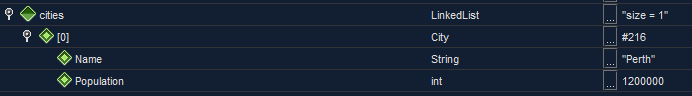 cities LinkedList ... "size = 1"
[0] City ... #216
Name String ... "Perth"
Population int ... 1200000